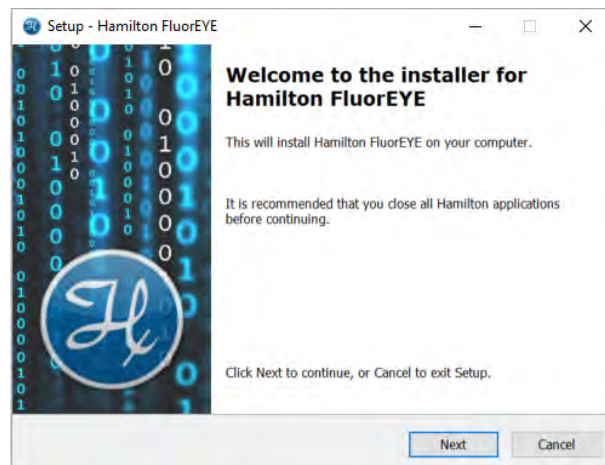 Setup - Hamilton FluorEYE
Welcome to the installer for
Hamilton FluorEYE
This will install Hamilton FluorEYE on your computer.
It is recommended that you close all Hamilton applications
before continuing.
Click Next to continue, or Cancel to exit Setup.
Next
Cancel